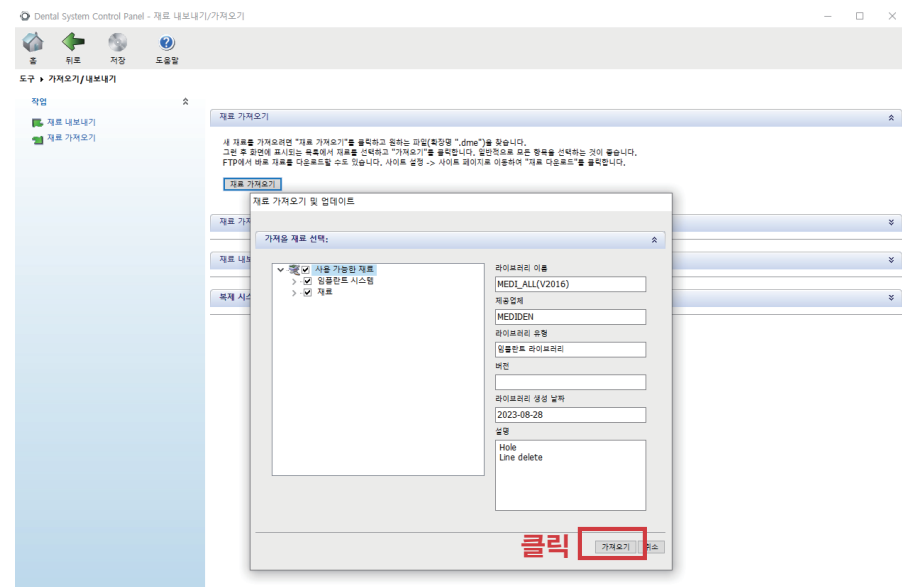 Dental System Control Panel - 재료 내보내기/가져오기
홈
뒤로
저장
도움말
도구 ▸ 가져오기/내보내기
작업
재료 내보내기
재료 가져오기
재료 가져오기
새 재료를 가져오려면 "재료 가져오기"를 클릭하고 원하는 파일(확장명 ".dme")을 찾습니다.
그런 후 화면에 표시되는 목록에서 재료를 선택하고 "가져오기"를 클릭합니다. 일반적으로 모든 항목을 선택하는 것이 좋습니다.
FTP에서 바로 재료를 다운로드할 수도 있습니다. 사이트 설정 -> 사이트 페이지로 이동하여 "재료 다운로드"를 클릭합니다.
재료 가져오기
재료 가져오기 및 업데이트
재료 가
가져올 재료 선택:
재료 내
복제 시
사용 가능한 재료
임플란트 시스템
재료
라이브러리 이름
MEDI_ALL(V2016)
제공업체
MEDIDEN
라이브러리 유형
임플란트 라이브러리
버전
라이브러리 생성 날짜
2023-08-28
설명
Hole
Line delete
클릭
가져오기
취소